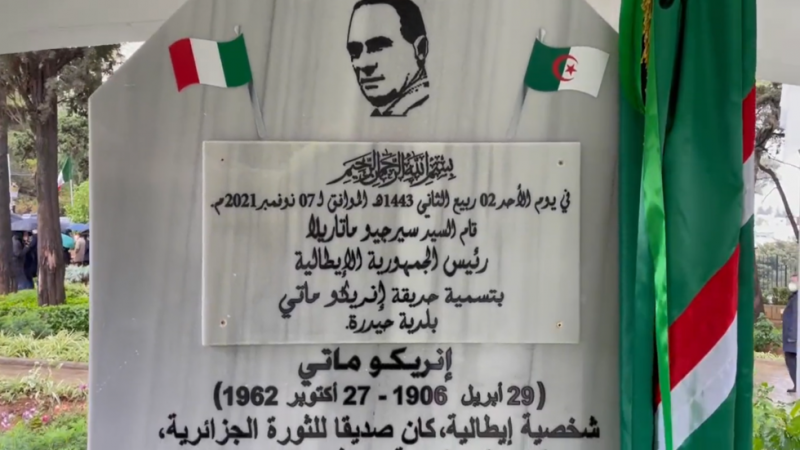 بسم الله الرحمن الرحيم
في يوم الأحد 02 ربيع الثاني 1443هـ الموافق لـ 07 نوفمبر 2021م.
قام السيد سيرجيو ماتاريلا
رئيس الجمهورية الإيطالية
بتسمية حديقة إنريكو ماتي
بلدية حيدرة.
إنريكو ماتي
(29 أبريل 1906 - 27 أكتوبر 1962)
شخصية إيطالية، كان صديقا للثورة الجزائرية،